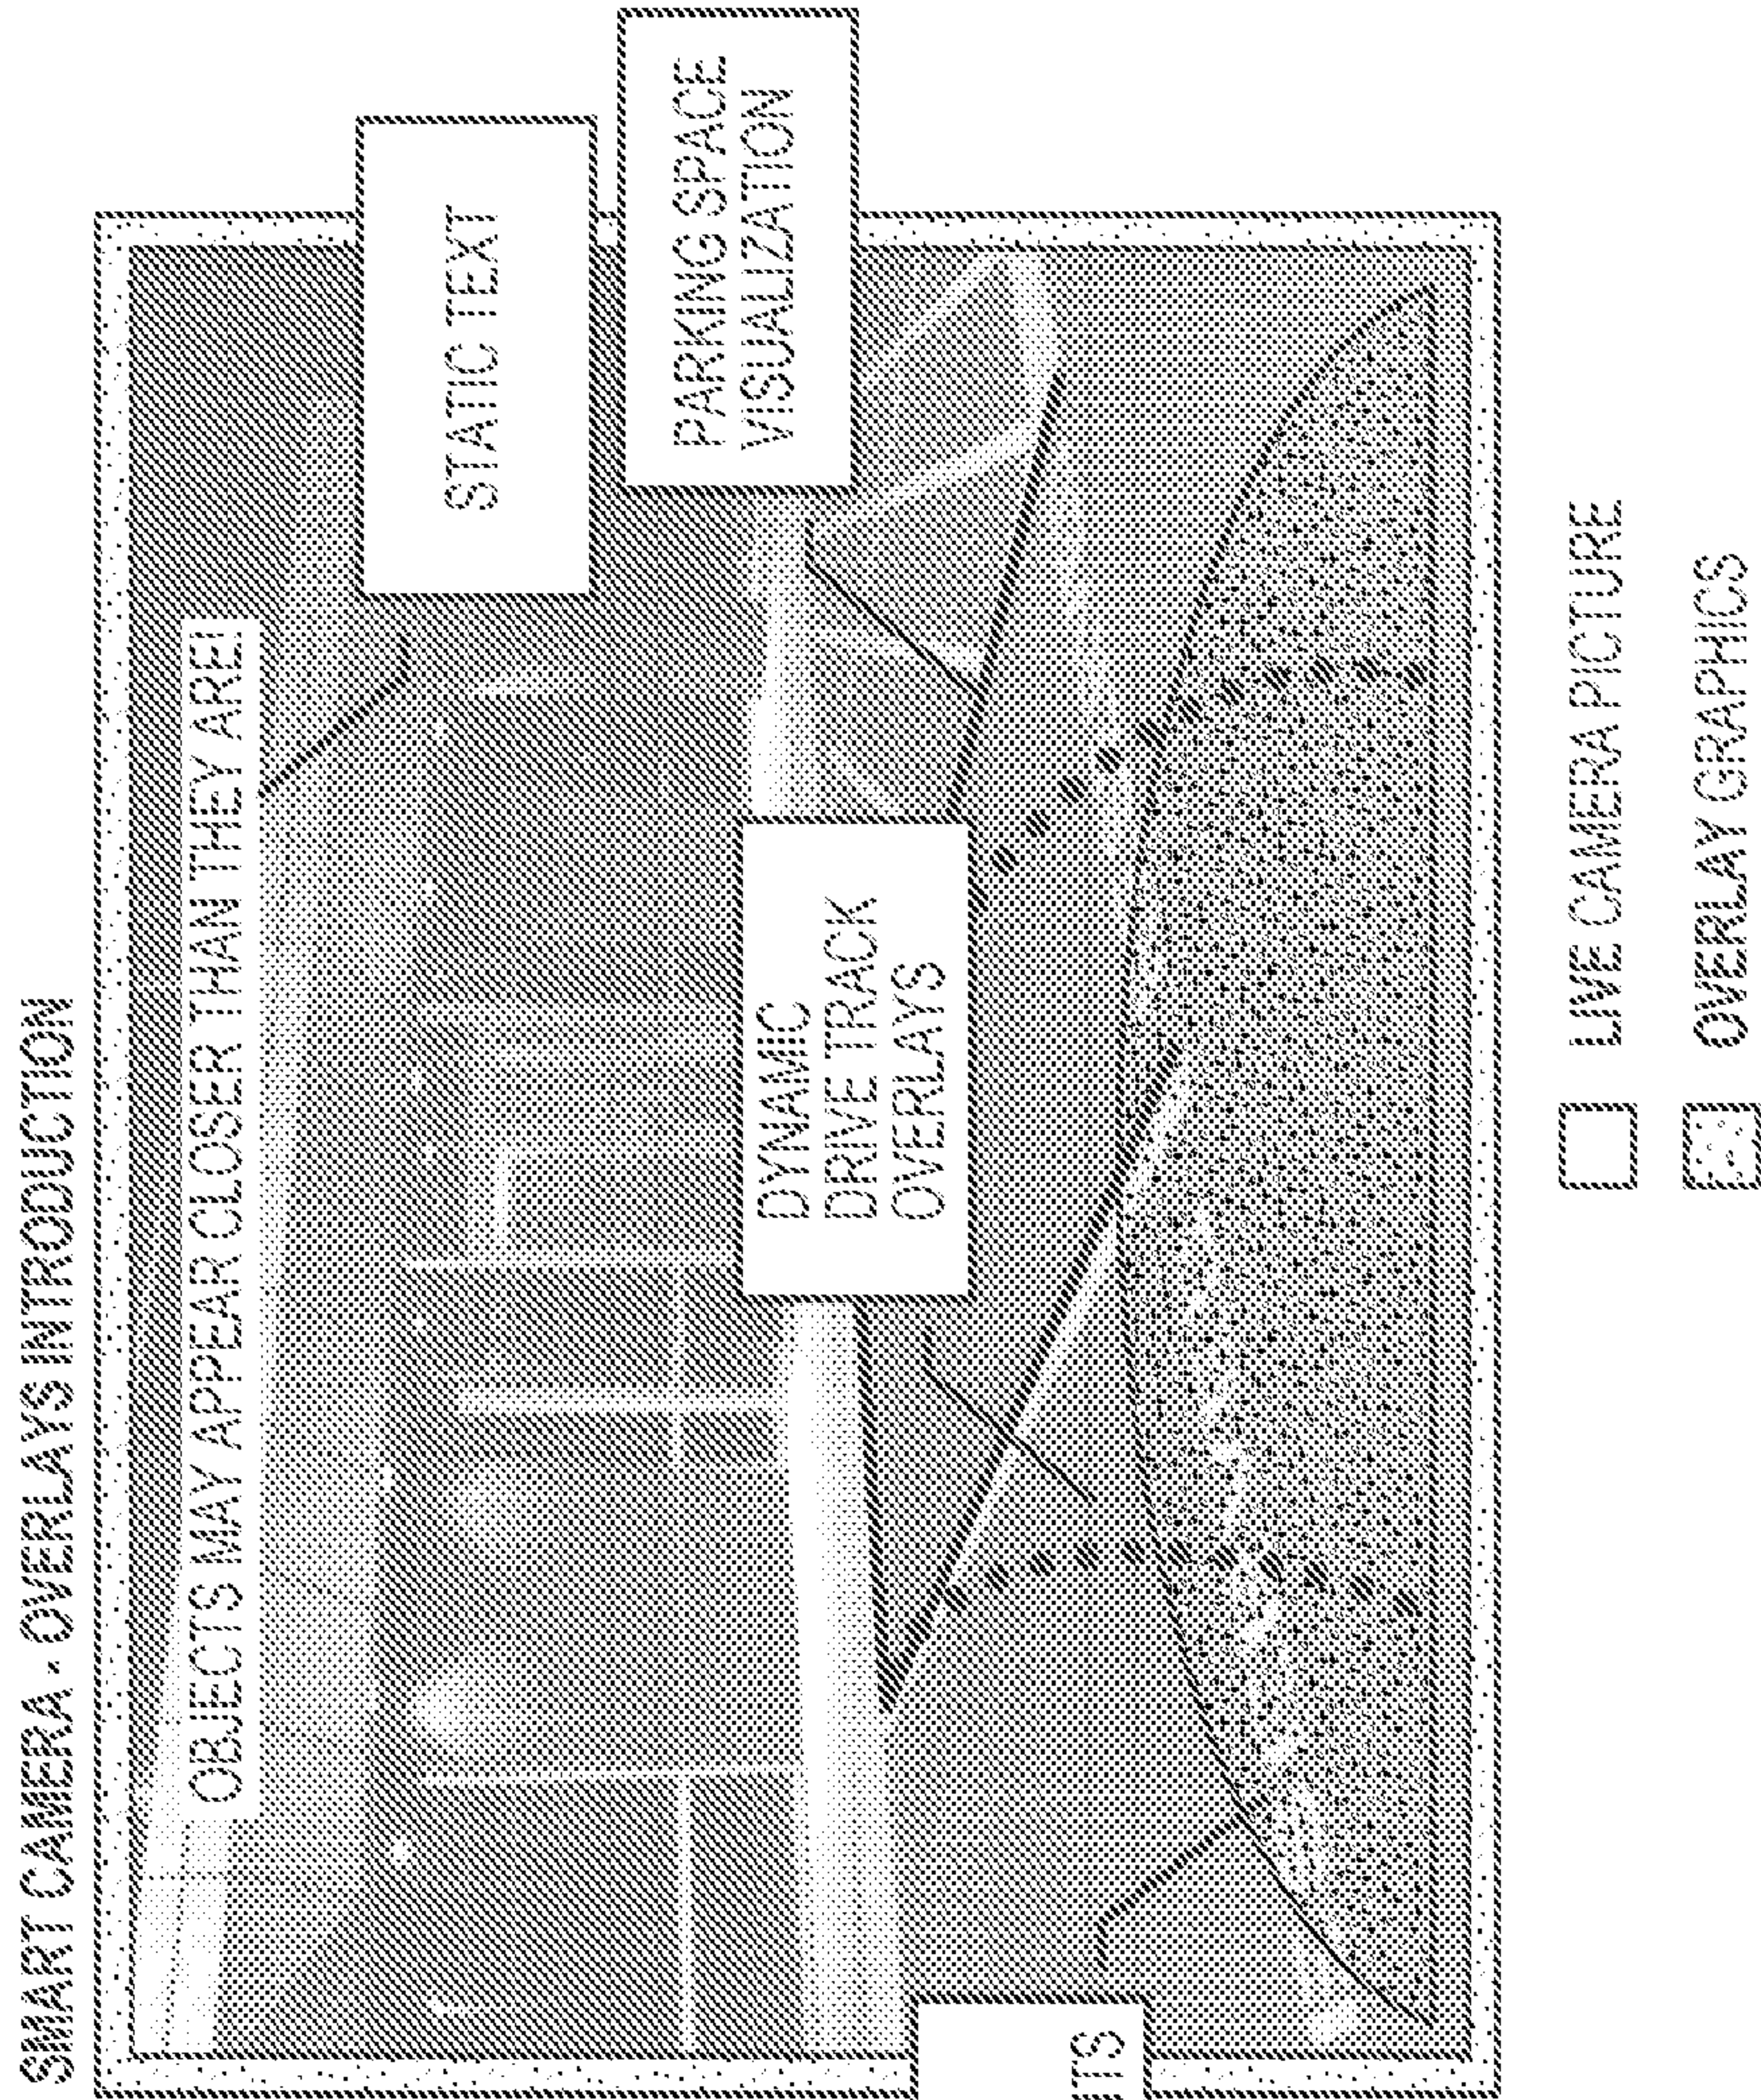 SMART CAMERA - OVERLAYS INTRODUCTION
OBJECTS MAY APPEAR CLOSER THAN THEY ARE!
STATIC TEXT
PARKING SPACE
VISUALIZATION
DYNAMIC
DRIVE TRACK
OVERLAYS
LIVE CAMERA PICTURE
OVERLAY GRAPHICS